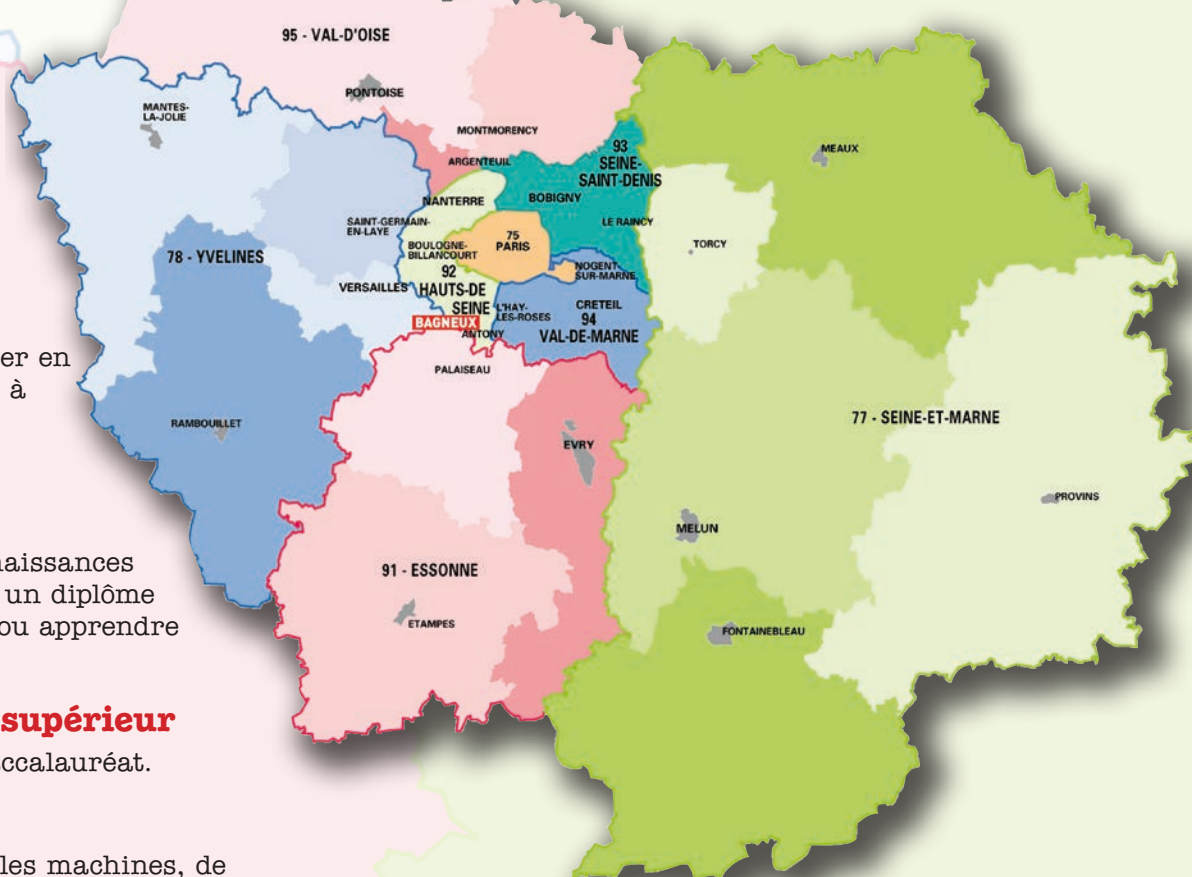 95 - VAL-D'OISE
PONTOISE
MANTES-
LA-JOLIE
MONTMORENCY
ARGENTEUIL
93
SEINE-
SAINT-DENIS
MEAUX
NANTERRE
BOBIGNY
SAINT-GERMAIN-
EN-LAYE
LE RAINCY
75
PARIS
TORCY
BOULOGNE-
BILLANCOURT
78 - YVELINES
92
HAUTS-DE
SEINE
NOGENT-
SUR-MARNE
VERSAILLES
L'HAY-
LES-ROSES
CRETEIL
94
VAL-DE-MARNE
BAGNEUX
ANTONY
er en
à
PALAISEAU
RAMBOUILLET
77 - SEINE-ET-MARNE
EVRY
PROVINS
MELUN
naissances
un diplôme
ou apprendre
91 - ESSONNE
ETAMPES
FONTAINEBLEAU
supérieur
ccalauréat.
les machines, de